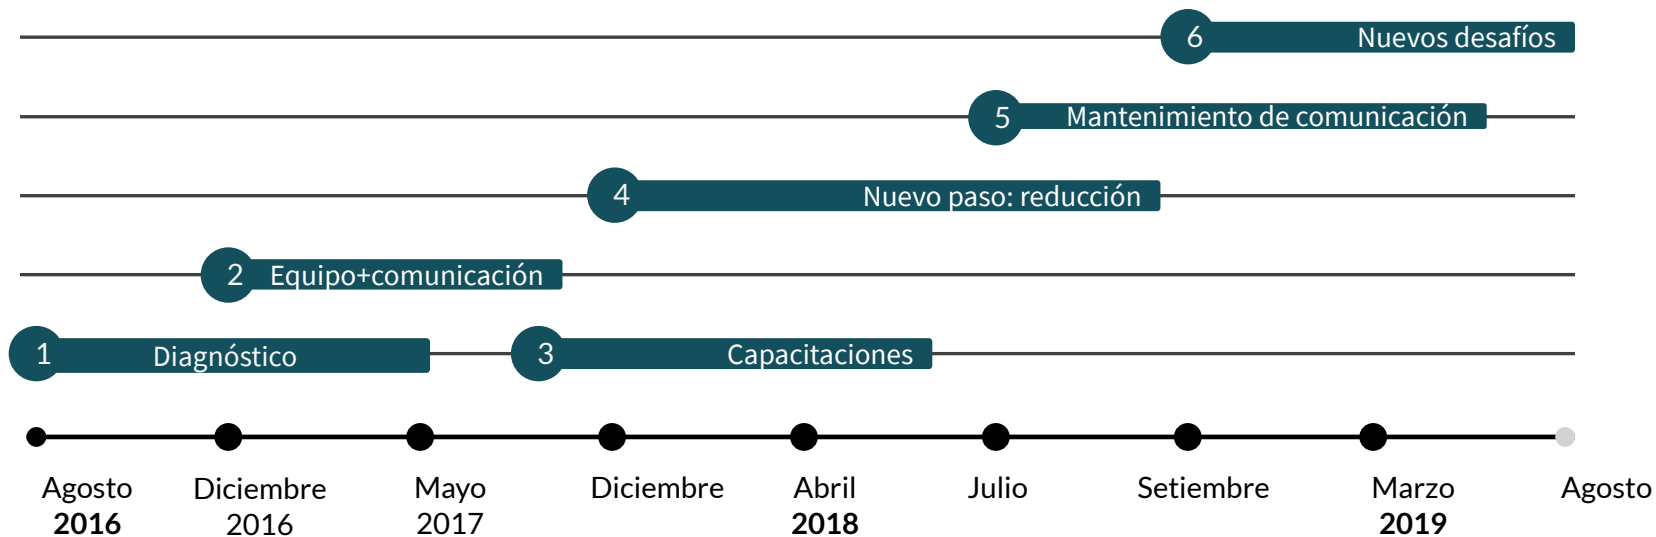 6 Nuevos desafíos
5 Mantenimiento de comunicación
4 Nuevo paso: reducción
2 Equipo+comunicación
1 Diagnóstico 3 Capacitaciones
Agosto Diciembre Mayo Diciembre Abril Julio Setiembre Marzo Agosto
2016 2016 2017 2018 2019